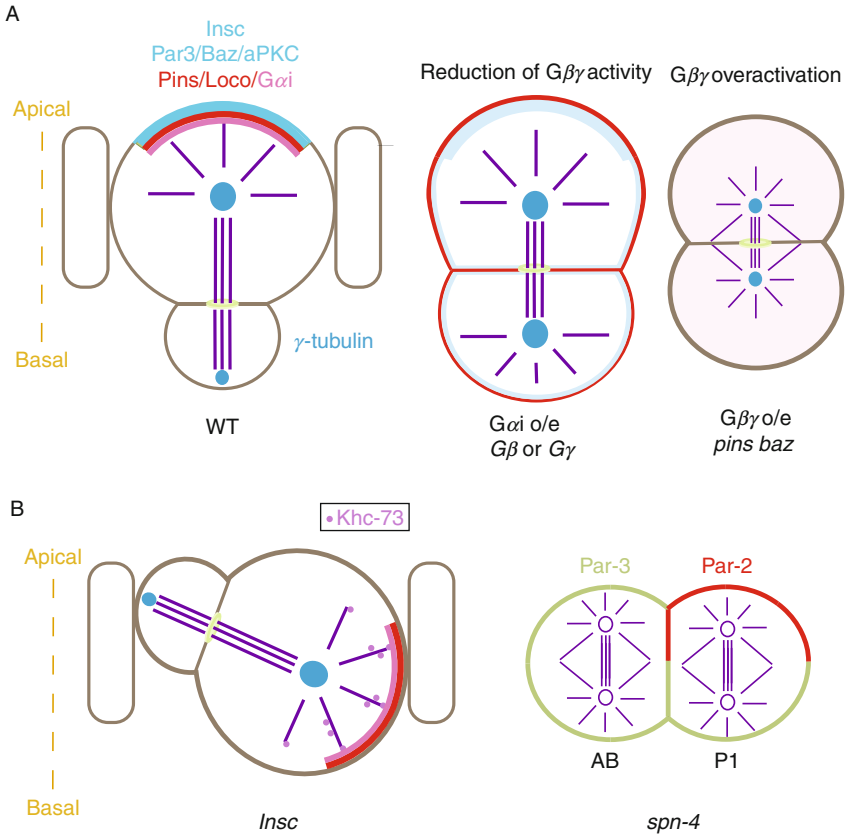 A
Insc
Par3/Baz/aPKC
Pins/Loco/Gαi
Apical
Basal
γ-tubulin
WT
Reduction of Gβγ activity
Gαi o/e
Gβ or Gγ
Gβγ overactivation
Gβγ o/e
pins baz
B
Khc-73
Apical
Basal
Insc
Par-3
Par-2
AB
P1
spn-4